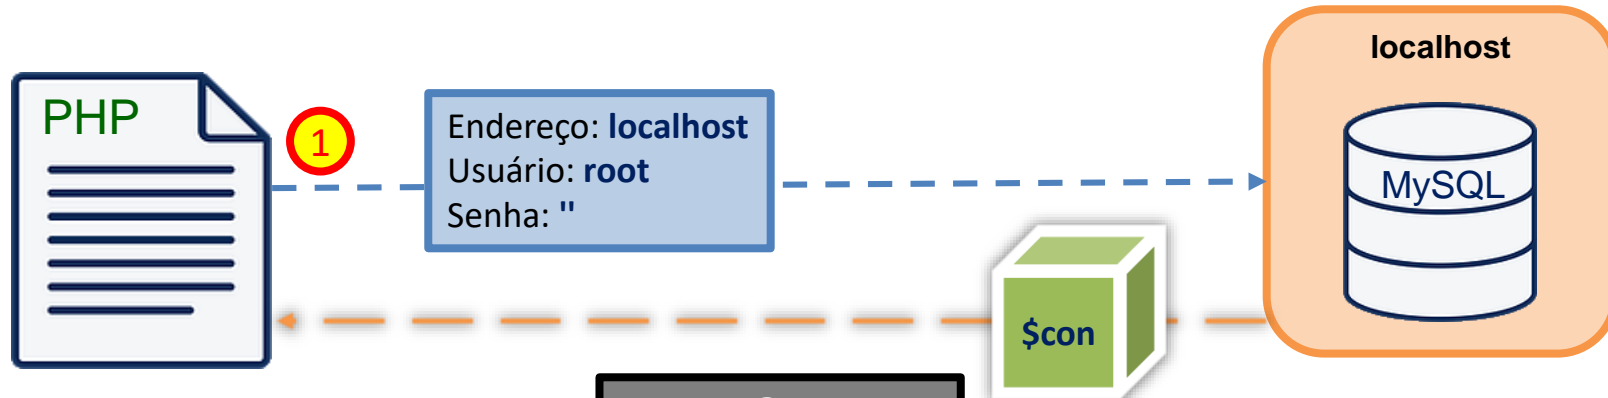 localhost
PHP
1
Endereço: localhost
Usuário: root
Senha: ''
MySQL
$con